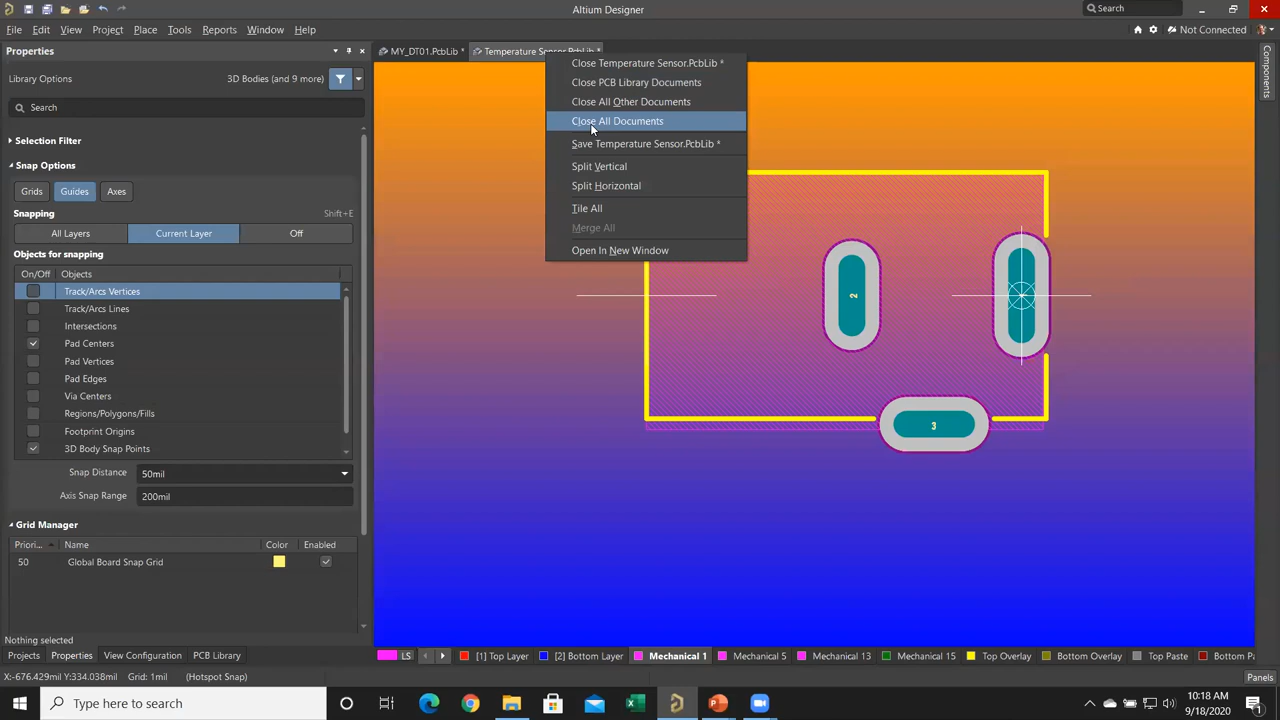 Altium Designer
Search
File Edit View Project Place Tools Reports Window Help
Not Connected
Properties
MY_DT01.PcbLib *
Temperature Sensor.PcbLib *
Components
Library Options
3D Bodies (and 9 more)
Search
Selection Filter
Snap Options
Grids
Guides
Axes
Snapping
Shift+E
All Layers
Current Layer
Off
Objects for snapping
On/Off
Objects
Track/Arcs Vertices
Track/Arcs Lines
Intersections
Pad Centers
Pad Vertices
Pad Edges
Via Centers
Regions/Polygons/Fills
Footprint Origins
3D Body Snap Points
Snap Distance
50mil
Axis Snap Range
200mil
Grid Manager
Priori...
Name
Color
Enabled
50
Global Board Snap Grid
Nothing selected
Projects
Properties
View Configuration
PCB Library
Close Temperature Sensor.PcbLib *
Close PCB Library Documents
Close All Other Documents
Close All Documents
Save Temperature Sensor.PcbLib *
Split Vertical
Split Horizontal
Tile All
Merge All
Open In New Window
2
3
LS
[1] Top Layer
[2] Bottom Layer
Mechanical 1
Mechanical 5
Mechanical 13
Mechanical 15
Top Overlay
Bottom Overlay
Top Paste
Bottom P
X:-676.429mil Y:334.038mil Grid: 1mil (Hotspot Snap)
Panels
Type here to search
10:18 AM
9/18/2020
1